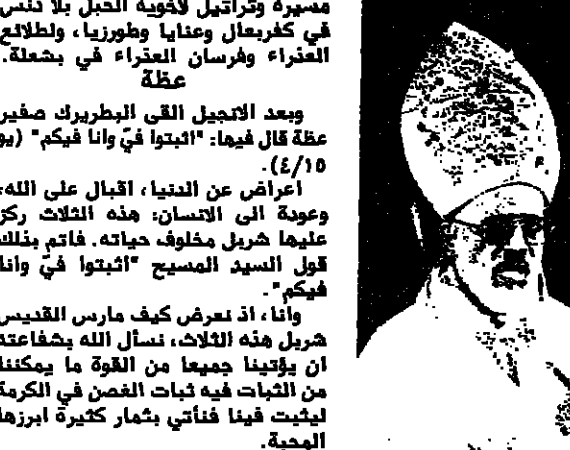 مسيرة وتراتيل لاخوية الحبل بلا دنس
في كفربعال وعنايا وطورزيا، ولطلائع
العذراء وفرسان العذراء في بشعلة.
عظة
وبعد الانجيل القى البطريرك صفير
عظة قال فيها: "اثبتوا فيّ وانا فيكم" (يو
٤/١٥).
اعراض عن الدنيا، اقبال على الله،
وعودة الى الانسان: هذه الثلاث ركز
عليها شربل مخلوف حياته. فاتم بذلك
قول السيد المسيح "اثبتوا فيّ وانا
فيكم".
وانا، اذ نعرض كيف مارس القديس
شربل هذه الثلاث، نسأل الله بشفاعته
ان يؤتينا جميعا من القوة ما يمكننا
من الثبات فيه ثبات الغصن في الكرمة
ليثبت فينا فنأتي بثمار كثيرة ابرزها
المحبة.